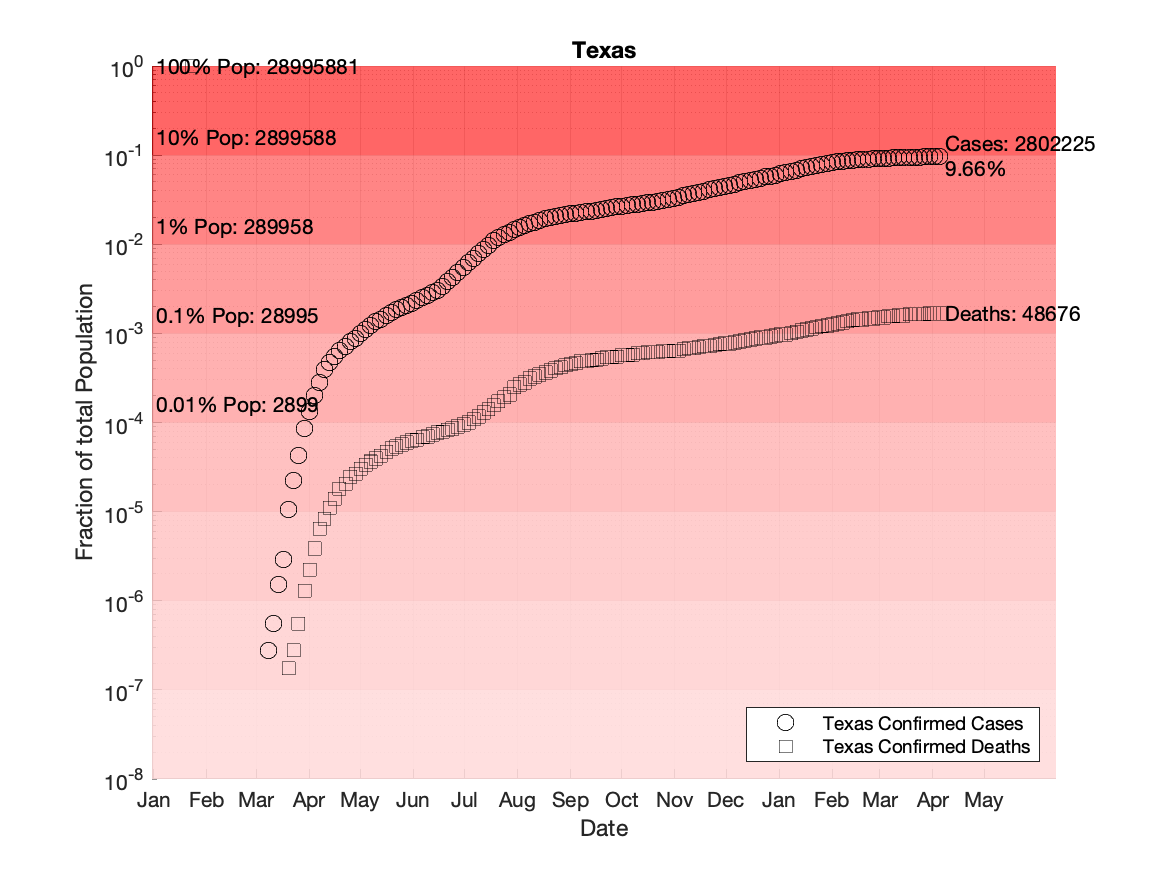 Texas
10^0
100% Pop: 28995881
10% Pop: 2899588
Cases: 2802225
10^-1
9.66%
1% Pop: 289958
10^-2
0.1% Pop: 28995
Deaths: 48676
10^-3
0.01% Pop: 2899
10^-4
Fraction of total Population
10^-5
10^-6
10^-7
Texas Confirmed Cases
Texas Confirmed Deaths
10^-8
Jan Feb Mar Apr May Jun Jul Aug Sep Oct Nov Dec Jan Feb Mar Apr May
Date